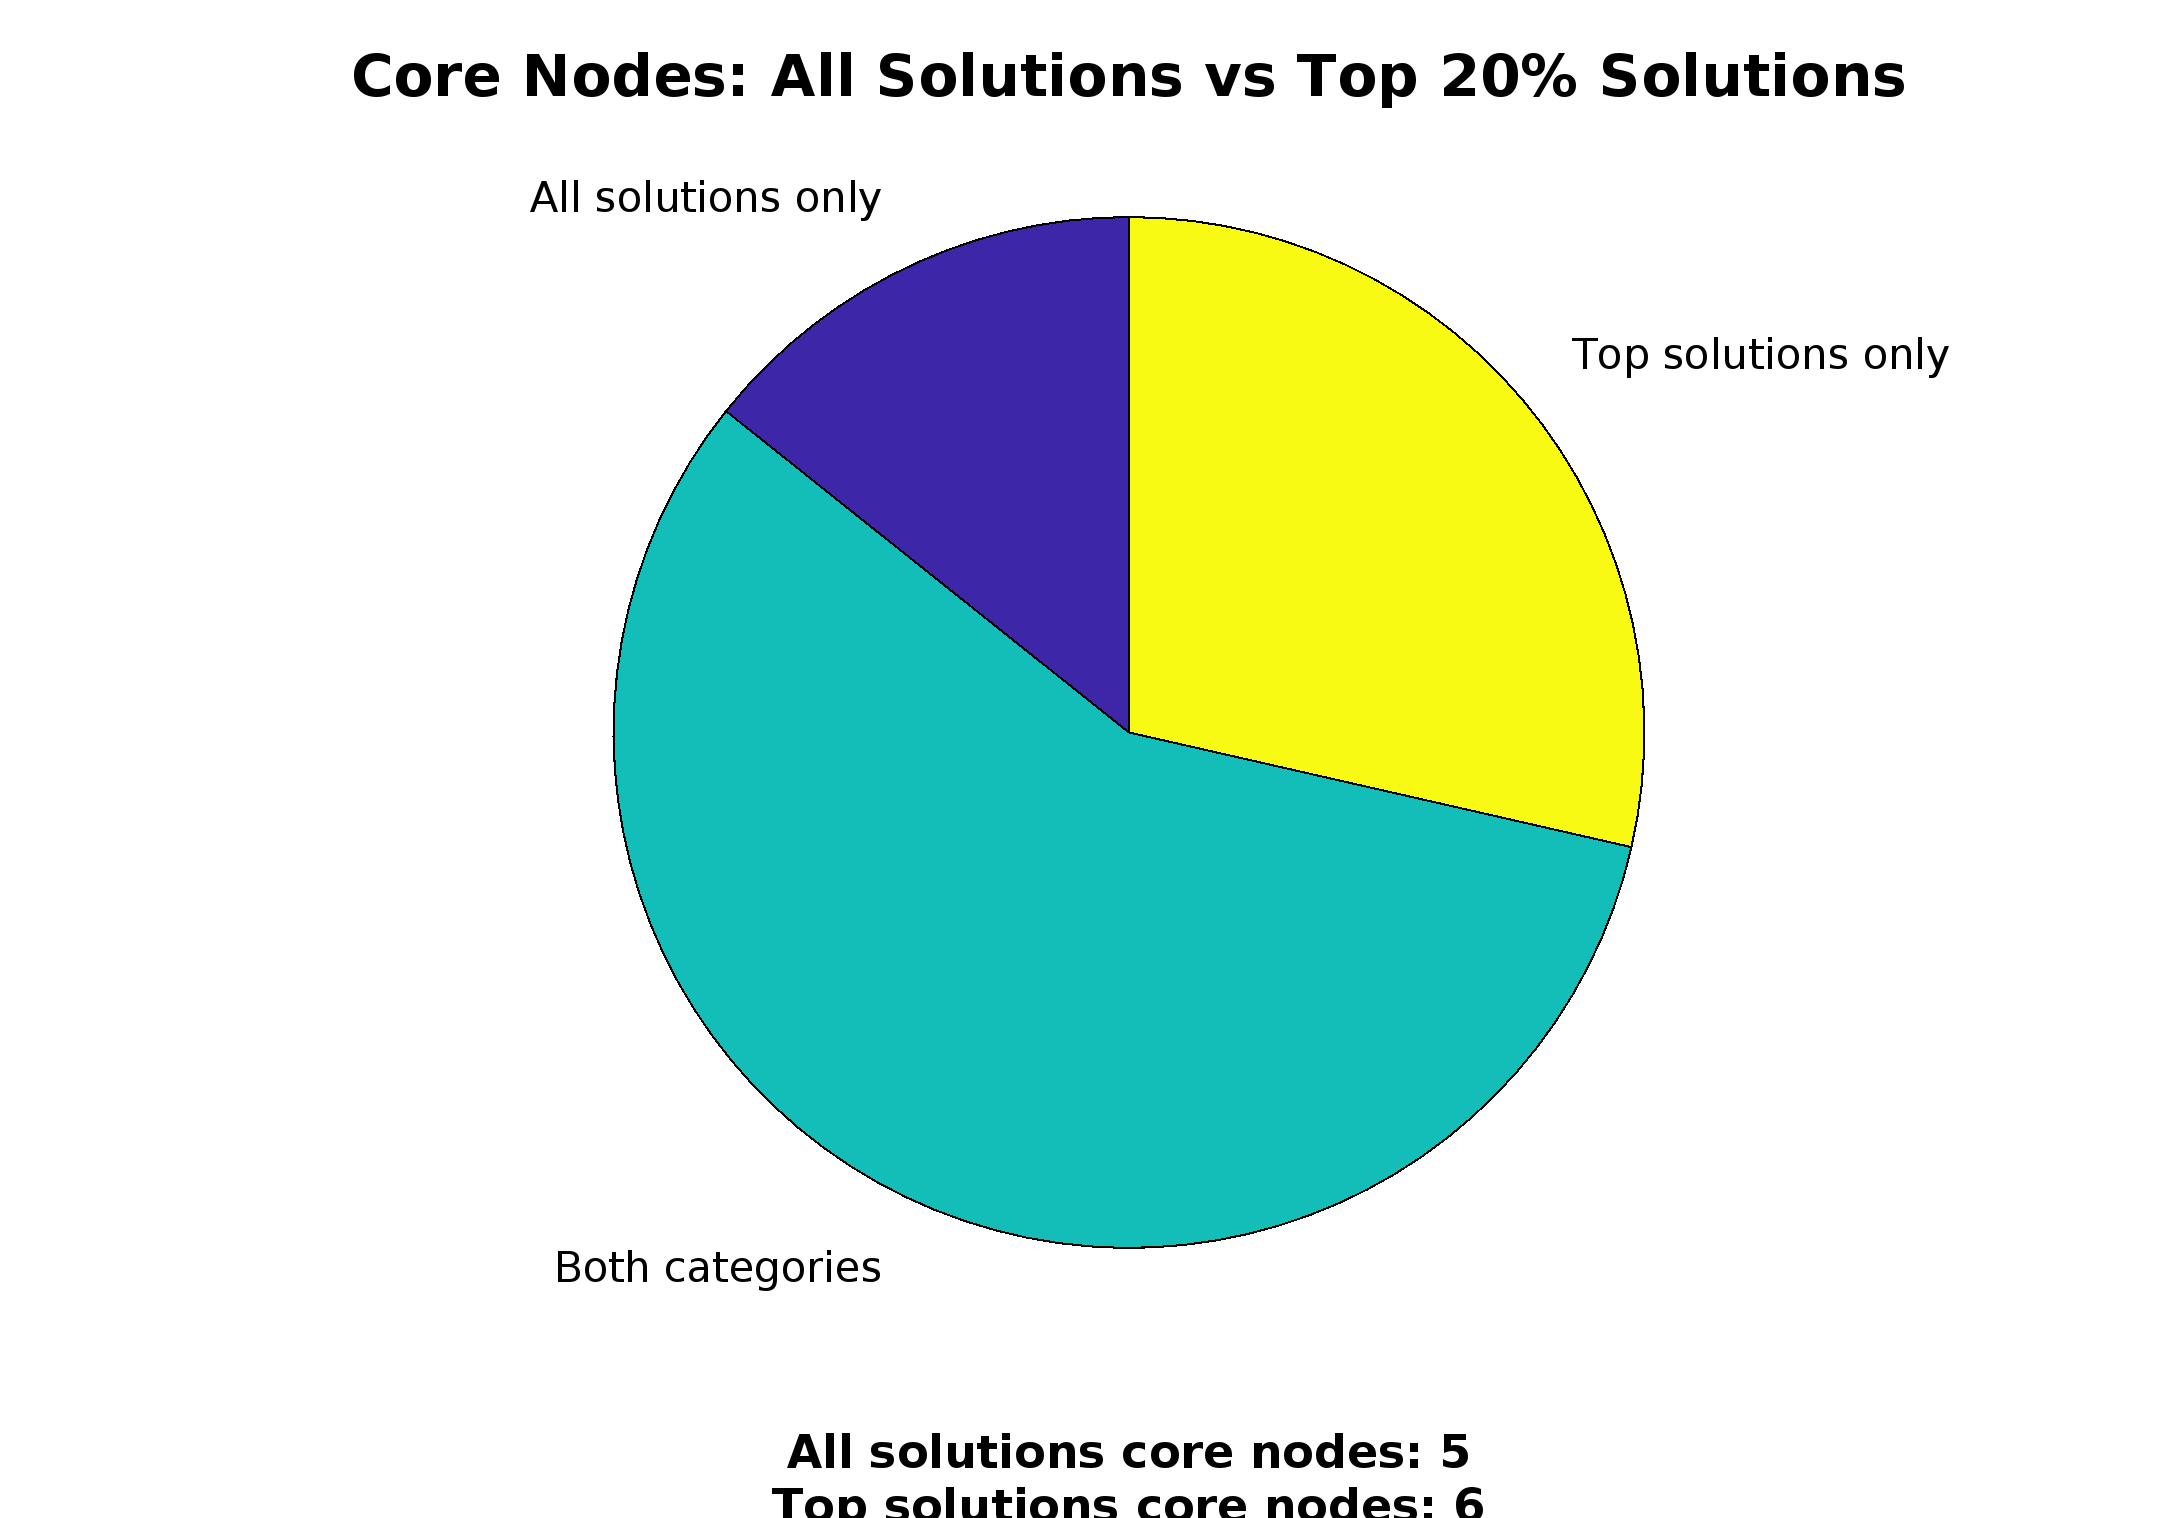 Core Nodes: All Solutions vs Top 20% Solutions
All solutions only
Top solutions only
Both categories
All solutions core nodes: 5
Top solutions core nodes: 6